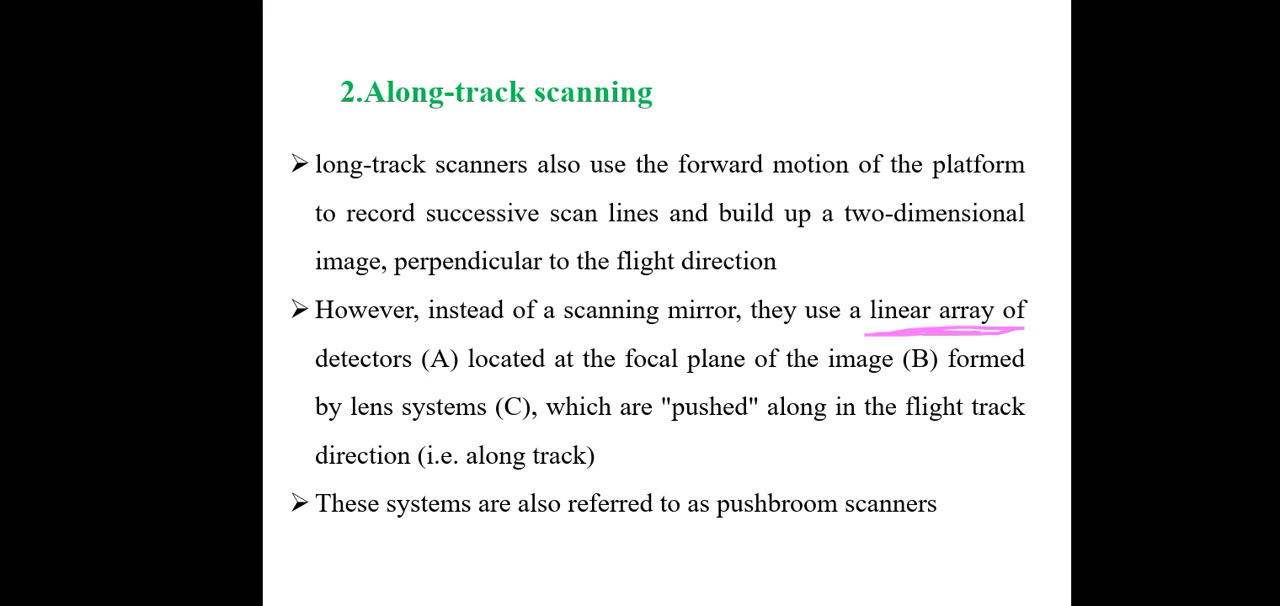 2.Along-track scanning
➢ long-track scanners also use the forward motion of the platform
to record successive scan lines and build up a two-dimensional
image, perpendicular to the flight direction
➢ However, instead of a scanning mirror, they use a linear array of
detectors (A) located at the focal plane of the image (B) formed
by lens systems (C), which are "pushed" along in the flight track
direction (i.e. along track)
➢ These systems are also referred to as pushbroom scanners